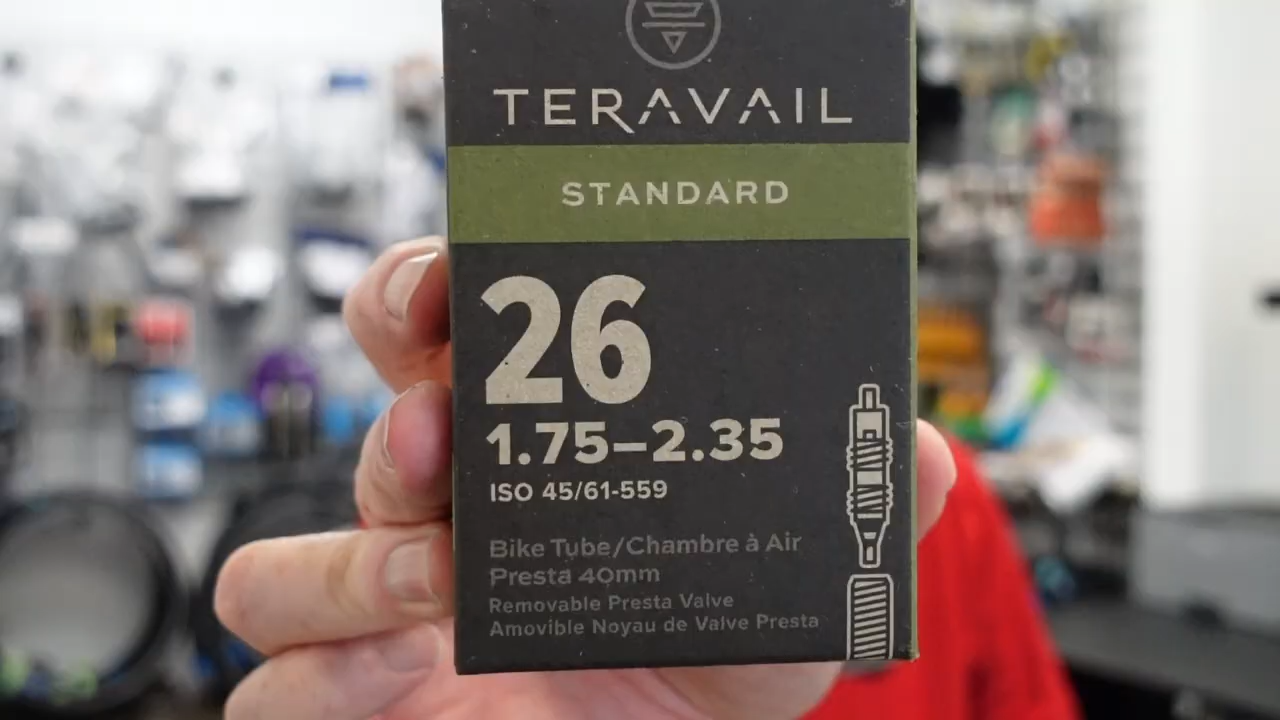 TERAVAIL
STANDARD
26
1.75–2.35
ISO 45/61-559
Bike Tube/Chambre à Air
Presta 40mm
Removable Presta Valve
Amovible Noyau de Valve Presta